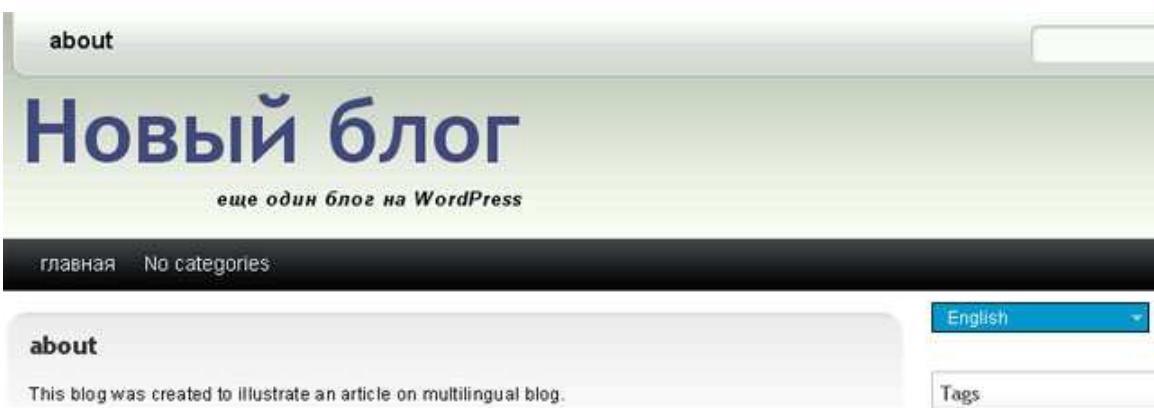 about
Новый блог
еще один блог на WordPress
главная No categories
English
about
This blog was created to illustrate an article on multilingual blog.
Tags